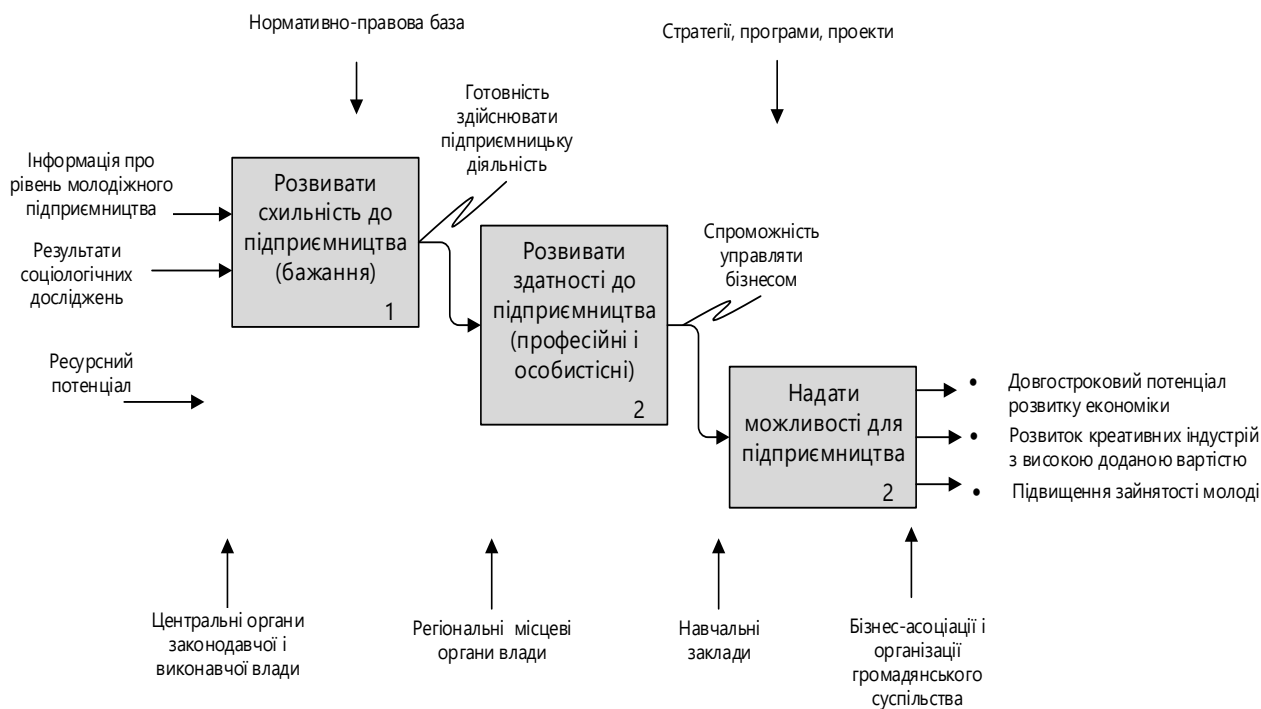 Нормативно-правова база
Стратегії, програми, проекти
Готовність
здійснювати
підприємницьку
діяльність
Інформація про
рівень молодіжного
підприємництва
Результати
соціологічних
досліджень
Ресурсний
потенціал
Розвивати
схильність до
підприємництва
(бажання)
1
Розвивати
здатності до
підприємництва
(професійні і
особистісні)
2
Спроможність
управляти
бізнесом
Надати
можливості для
підприємництва
2
• Довгостроковий потенціал
розвитку економіки
• Розвиток креативних індустрій
з високою доданою вартістю
• Підвищення зайнятості молоді
Центральні органи
законодавчої і
виконавчої влади
Регіональні місцеві
органи влади
Навчальні
заклади
Бізнес-асоціації і
організації
громадянського
суспільства